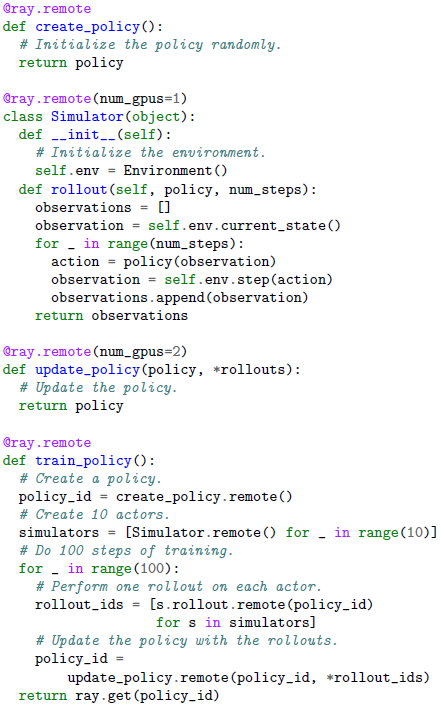 @ray.remote
def create_policy():
  # Initialize the policy randomly.
  return policy

@ray.remote(num_gpus=1)
class Simulator(object):
  def __init__(self):
    # Initialize the environment.
    self.env = Environment()
  def rollout(self, policy, num_steps):
    observations = []
    observation = self.env.current_state()
    for _ in range(num_steps):
      action = policy(observation)
      observation = self.env.step(action)
      observations.append(observation)
    return observations

@ray.remote(num_gpus=2)
def update_policy(policy, *rollouts):
  # Update the policy.
  return policy

@ray.remote
def train_policy():
  # Create a policy.
  policy_id = create_policy.remote()
  # Create 10 actors.
  simulators = [Simulator.remote() for _ in range(10)]
  # Do 100 steps of training.
  for _ in range(100):
    # Perform one rollout on each actor.
    rollout_ids = [s.rollout.remote(policy_id)
                   for s in simulators]
    # Update the policy with the rollouts.
    policy_id =
        update_policy.remote(policy_id, *rollout_ids)
  return ray.get(policy_id)